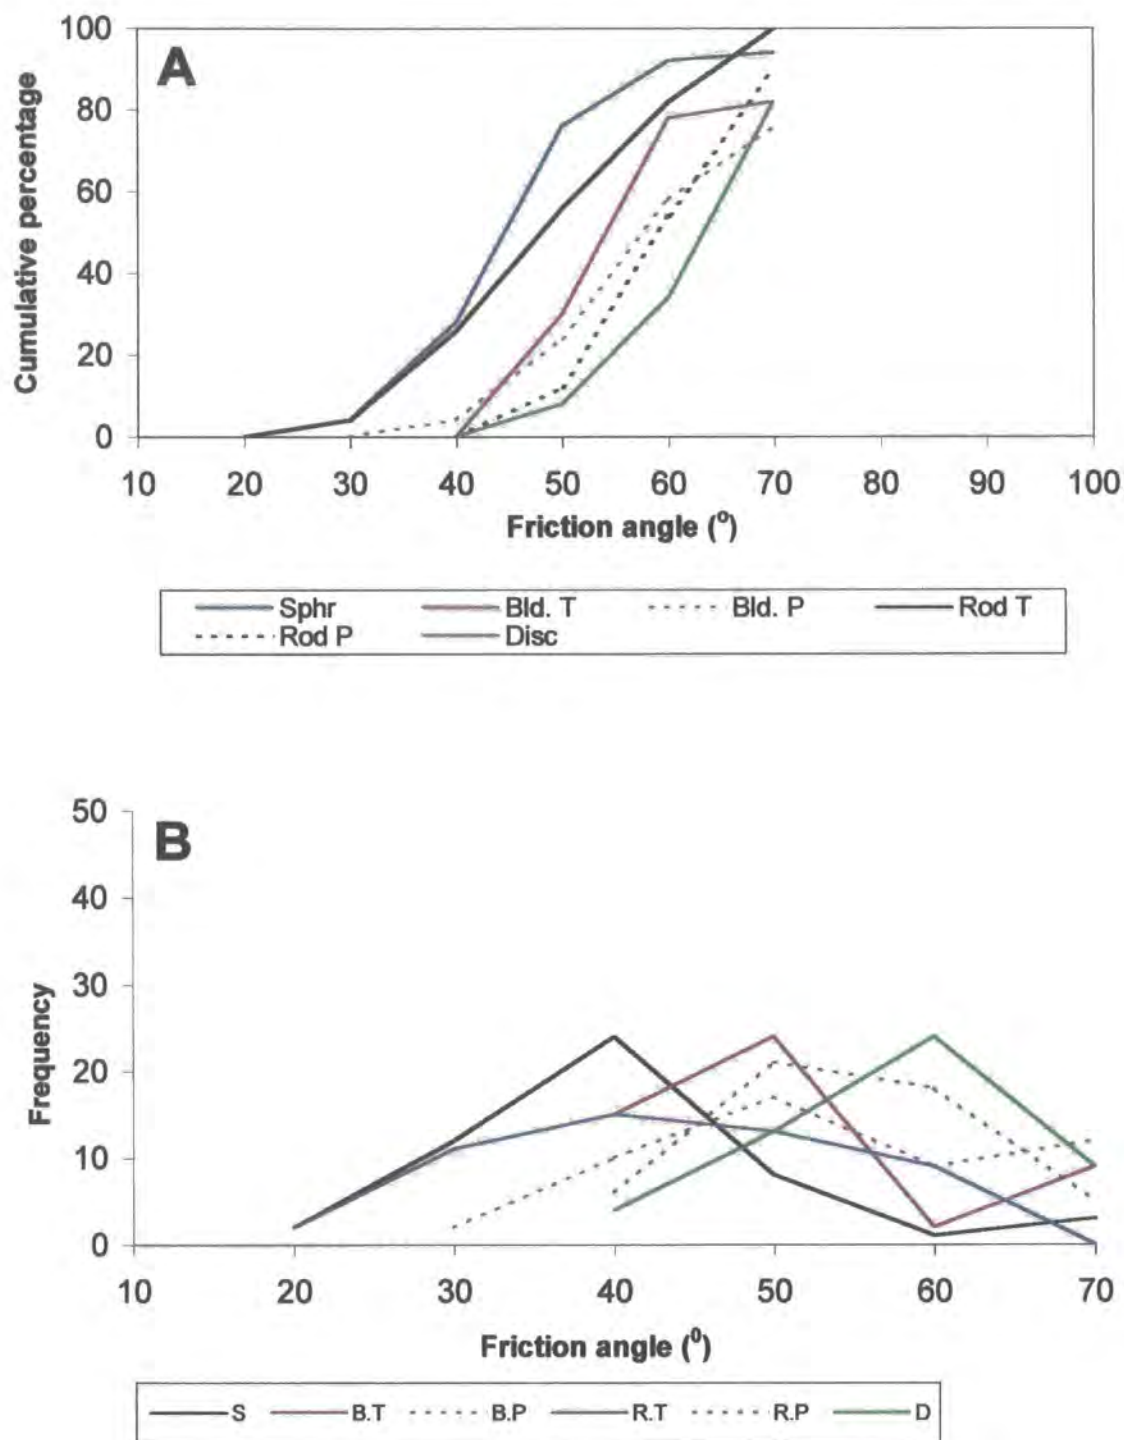 A
Cumulative percentage
100
80
60
40
20
0
10 20 30 40 50 60 70 80 90 100
Friction angle (°)
Sphr Bld. T Bld. P Rod T
Rod P Disc
B
Frequency
50
40
30
20
10
0
10 20 30 40 50 60 70
Friction angle (⁰)
S B.T B.P R.T R.P D